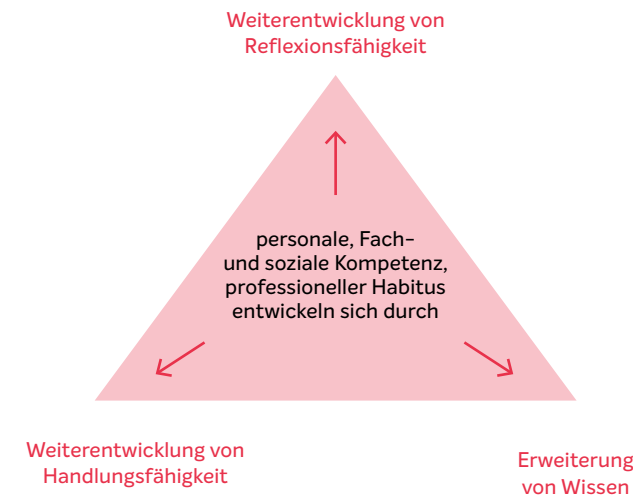 Weiterentwicklung von
Reflexionsfähigkeit
personale, Fach-
und soziale Kompetenz,
professioneller Habitus
entwickeln sich durch
Weiterentwicklung von
Handlungsfähigkeit
Erweiterung
von Wissen